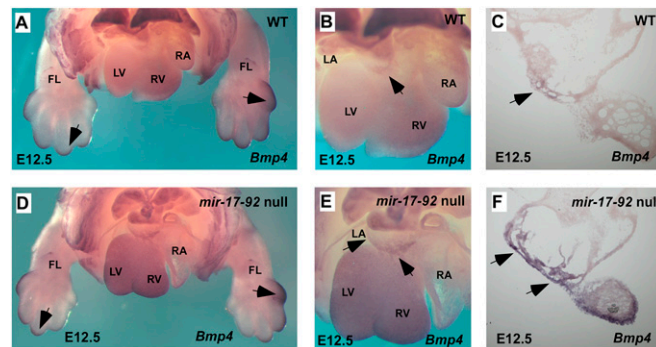 A WT
FL LV RV RA FL
E12.5 Bmp4
B WT
LA LV RV RA
E12.5 Bmp4
C WT
E12.5 Bmp4
D mir-17-92 null
FL LV RV RA FL
E12.5 Bmp4
E mir-17-92 null
LA LV RV RA
E12.5 Bmp4
F mir-17-92 null
E12.5 Bmp4